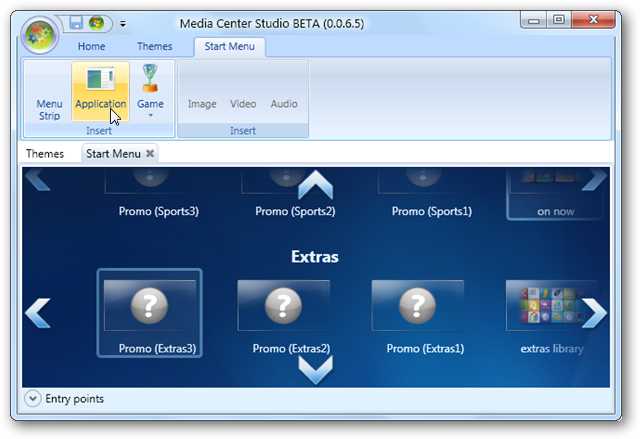 Media Center Studio BETA (0.0.6.5)
Home Themes Start Menu
Menu Strip Application Game Image Video Audio
Insert Insert
Themes Start Menu
Promo (Sports3) Promo (Sports2) Promo (Sports1) on now
Extras
Promo (Extras3) Promo (Extras2) Promo (Extras1) extras library
Entry points